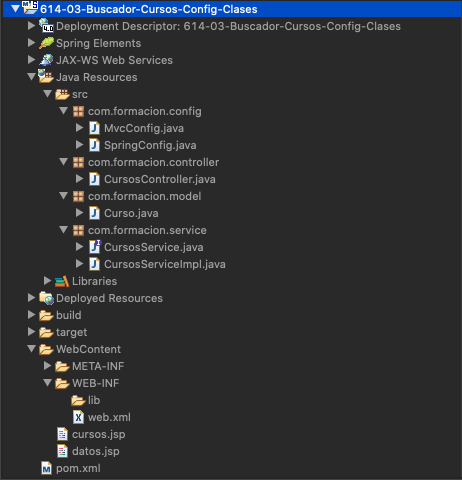 614-03-Buscador-Cursos-Config-Clases
Deployment Descriptor: 614-03-Buscador-Cursos-Config-Clases
Spring Elements
JAX-WS Web Services
Java Resources
src
com.formacion.config
MvcConfig.java
SpringConfig.java
com.formacion.controller
CursosController.java
com.formacion.model
Curso.java
com.formacion.service
CursosService.java
CursosServiceImpl.java
Libraries
Deployed Resources
build
target
WebContent
META-INF
WEB-INF
lib
web.xml
cursos.jsp
datos.jsp
pom.xml